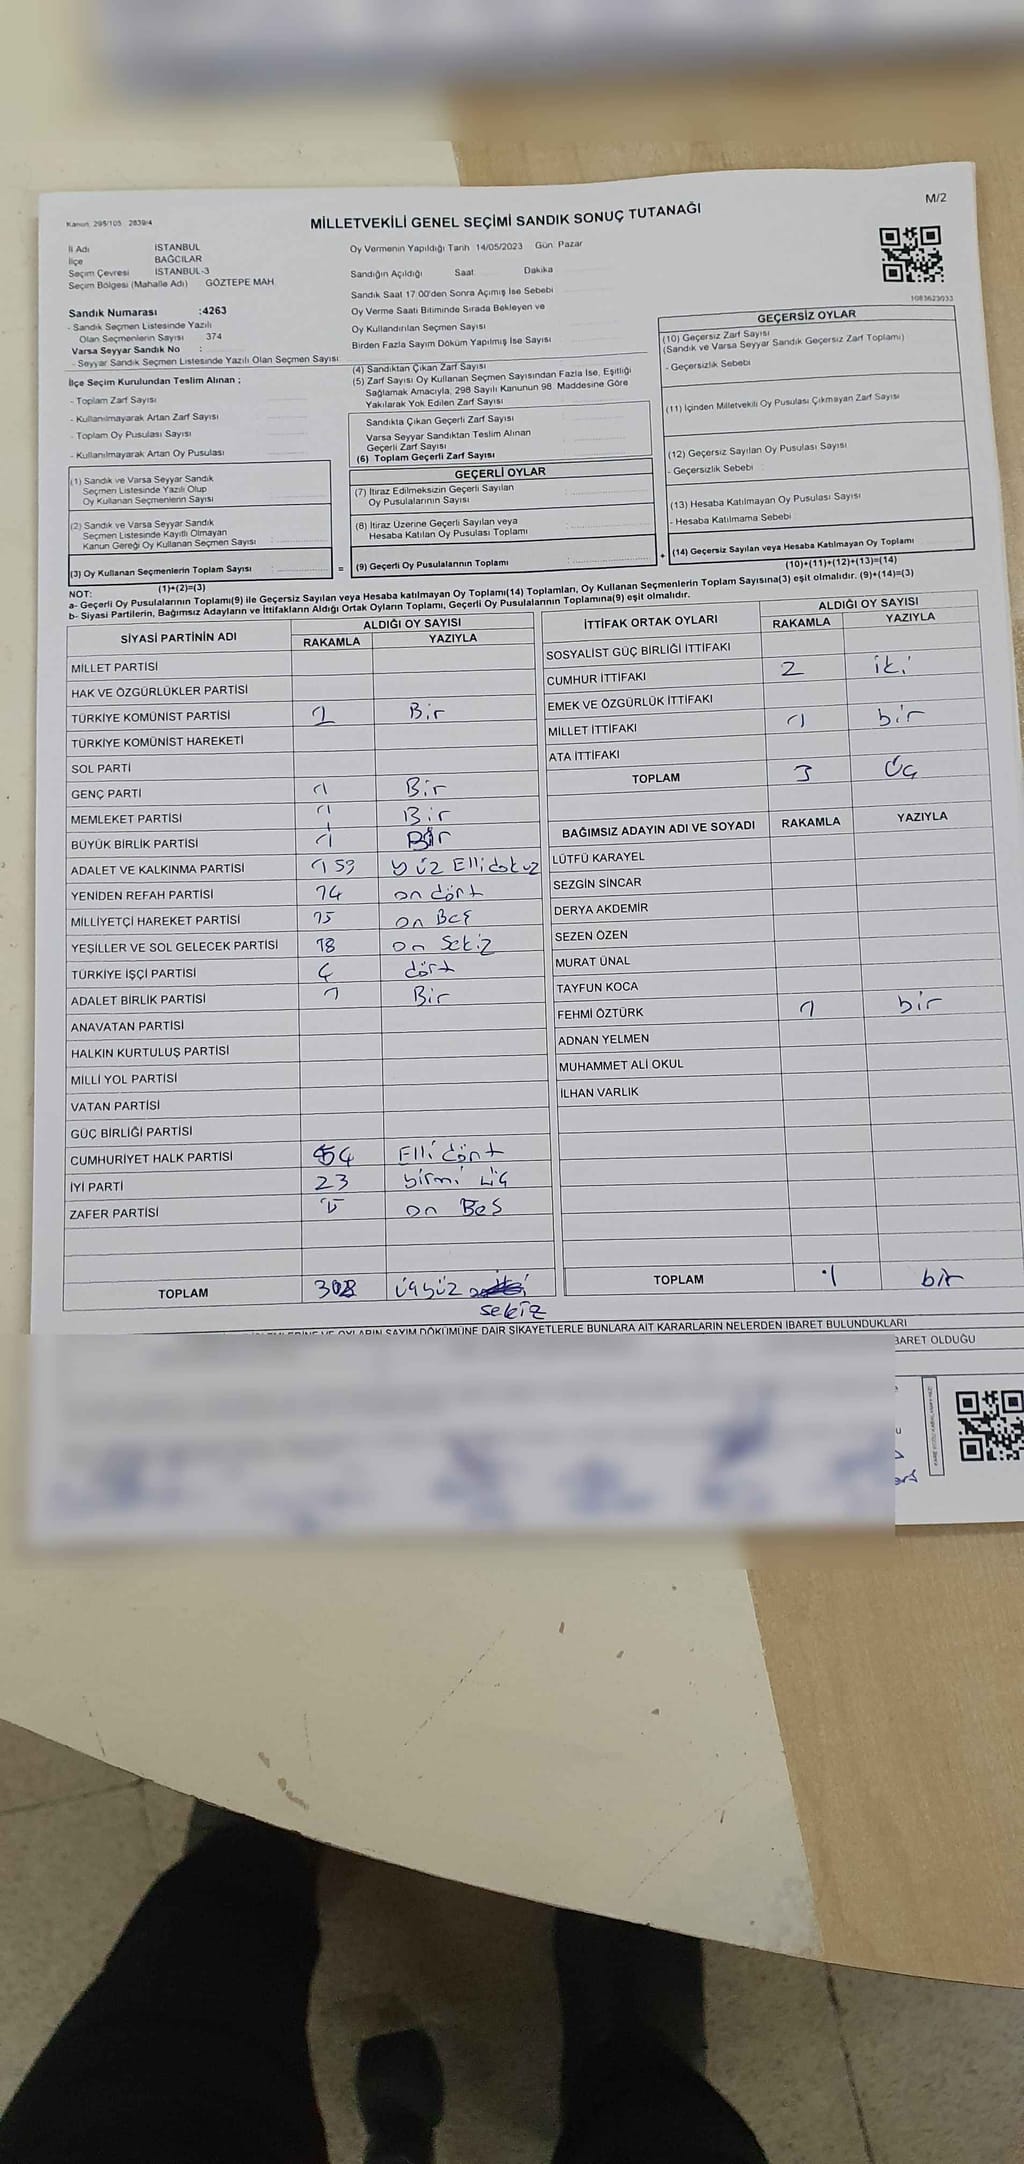 Kanun 295/105 2839/4
MİLLETVEKİLİ GENEL SEÇİMİ SANDIK SONUÇ TUTANAĞI
M/2
İl Adı İSTANBUL
İlçe BAĞCILAR
Seçim Çevresi İSTANBUL-3
Seçim Bölgesi (Mahalle Adı) GÖZTEPE MAH.
Oy Vermenin Yapıldığı Tarih 14/05/2023 Gün: Pazar
Sandığın Açıldığı Saat Dakika
Sandık Saat 17:00'den Sonra Açımış İse Sebebi
Oy Verme Saati Bitiminde Sırada Bekleyen ve
Oy Kullandırılan Seçmen Sayısı
Birden Fazla Sayım Döküm Yapılmış İse Sayısı
1083623033
Sandık Numarası :4263
- Sandık Seçmen Listesinde Yazılı
Olan Seçmenlerin Sayısı 374
Varsa Seyyar Sandık No :
- Seyyar Sandık Seçmen Listesinde Yazılı Olan Seçmen Sayısı:
İlçe Seçim Kurulundan Teslim Alınan ;
- Toplam Zarf Sayısı
- Kullanılmayarak Artan Zarf Sayısı
- Toplam Oy Pusulası Sayısı
- Kullanılmayarak Artan Oy Pusulası
(4) Sandıktan Çıkan Zarf Sayısı
(5) Zarf Sayısı Oy Kullanan Seçmen Sayısından Fazla İse, Eşitliği
Sağlamak Amacıyla, 298 Sayılı Kanunun 98. Maddesine Göre
Yakılarak Yok Edilen Zarf Sayısı
Sandıkta Çıkan Geçerli Zarf Sayısı
Varsa Seyyar Sandıktan Teslim Alınan
Geçerli Zarf Sayısı
(6) Toplam Geçerli Zarf Sayısı
GEÇERSİZ OYLAR
(10) Geçersiz Zarf Sayısı
(Sandık ve Varsa Seyyar Sandık Geçersiz Zarf Toplamı)
- Geçersizlik Sebebi
(11) İçinden Milletvekili Oy Pusulası Çıkmayan Zarf Sayısı
(12) Geçersiz Sayılan Oy Pusulası Sayısı
- Geçersizlik Sebebi
(13) Hesaba Katılmayan Oy Pusulası Sayısı
- Hesaba Katılmama Sebebi
(14) Geçersiz Sayılan veya Hesaba Katılmayan Oy Toplamı
(10)+(11)+(12)+(13)=(14)
(1) Sandık ve Varsa Seyyar Sandık
Seçmen Listesinde Yazılı Olup
Oy Kullanan Seçmenlerin Sayısı
(2) Sandık ve Varsa Seyyar Sandık
Seçmen Listesinde Kayıtlı Olmayan
Kanun Gereği Oy Kullanan Seçmen Sayısı
(3) Oy Kullanan Seçmenlerin Toplam Sayısı
(1)+(2)=(3)
GEÇERLİ OYLAR
(7) İtiraz Edilmeksizin Geçerli Sayılan
Oy Pusulalarının Sayısı
(8) İtiraz Üzerine Geçerli Sayılan veya
Hesaba Katılan Oy Pusulası Toplamı
(9) Geçerli Oy Pusulalarının Toplamı
NOT:
a- Geçerli Oy Pusulalarının Toplamı(9) ile Geçersiz Sayılan veya Hesaba katılmayan Oy Toplamı(14) Toplamları, Oy Kullanan Seçmenlerin Toplam Sayısına(3) eşit olmalıdır. (9)+(14)=(3)
b- Siyasi Partilerin, Bağımsız Adayların ve İttifakların Aldığı Ortak Oyların Toplamı, Geçerli Oy Pusulalarının Toplamına(9) eşit olmalıdır.
SİYASİ PARTİNİN ADI ALDIĞI OY SAYISI
RAKAMLA YAZIYLA
MİLLET PARTİSİ
HAK VE ÖZGÜRLÜKLER PARTİSİ
TÜRKİYE KOMÜNİST PARTİSİ 1 Bir
TÜRKİYE KOMÜNİST HAREKETİ
SOL PARTİ
GENÇ PARTİ 1 Bir
MEMLEKET PARTİSİ 1 Bir
BÜYÜK BİRLİK PARTİSİ 1 Bir
ADALET VE KALKINMA PARTİSİ 159 yüz Ellidokuz
YENİDEN REFAH PARTİSİ 14 on dört
MİLLİYETÇİ HAREKET PARTİSİ 15 on Beş
YEŞİLLER VE SOL GELECEK PARTİSİ 18 on Sekiz
TÜRKİYE İŞÇİ PARTİSİ 4 dört
ADALET BİRLİK PARTİSİ 1 Bir
ANAVATAN PARTİSİ
HALKIN KURTULUŞ PARTİSİ
MİLLİ YOL PARTİSİ
VATAN PARTİSİ
GÜÇ BİRLİĞİ PARTİSİ
CUMHURİYET HALK PARTİSİ 54 Elli dört
İYİ PARTİ 23 birmi üç
ZAFER PARTİSİ 15 on Beş
TOPLAM 308 üçyüz
sekiz
İTTİFAK ORTAK OYLARI ALDIĞI OY SAYISI
RAKAMLA YAZIYLA
SOSYALİST GÜÇ BİRLİĞİ İTTİFAKI
CUMHUR İTTİFAKI 2 iki
EMEK VE ÖZGÜRLÜK İTTİFAKI
MİLLET İTTİFAKI 1 bir
ATA İTTİFAKI
TOPLAM 3 Üç
BAĞIMSIZ ADAYIN ADI VE SOYADI RAKAMLA YAZIYLA
LÜTFÜ KARAYEL
SEZGİN SİNCAR
DERYA AKDEMİR
SEZEN ÖZEN
MURAT ÜNAL
TAYFUN KOCA
FEHMİ ÖZTÜRK 1 bir
ADNAN YELMEN
MUHAMMET ALİ OKUL
İLHAN VARLIK
TOPLAM 1 bir
OYLARIN SAYIM DÖKÜMÜNE DAİR ŞİKAYETLERLE BUNLARA AİT KARARLARIN NELERDEN İBARET BULUNDUKLARI
BARET OLDUĞU